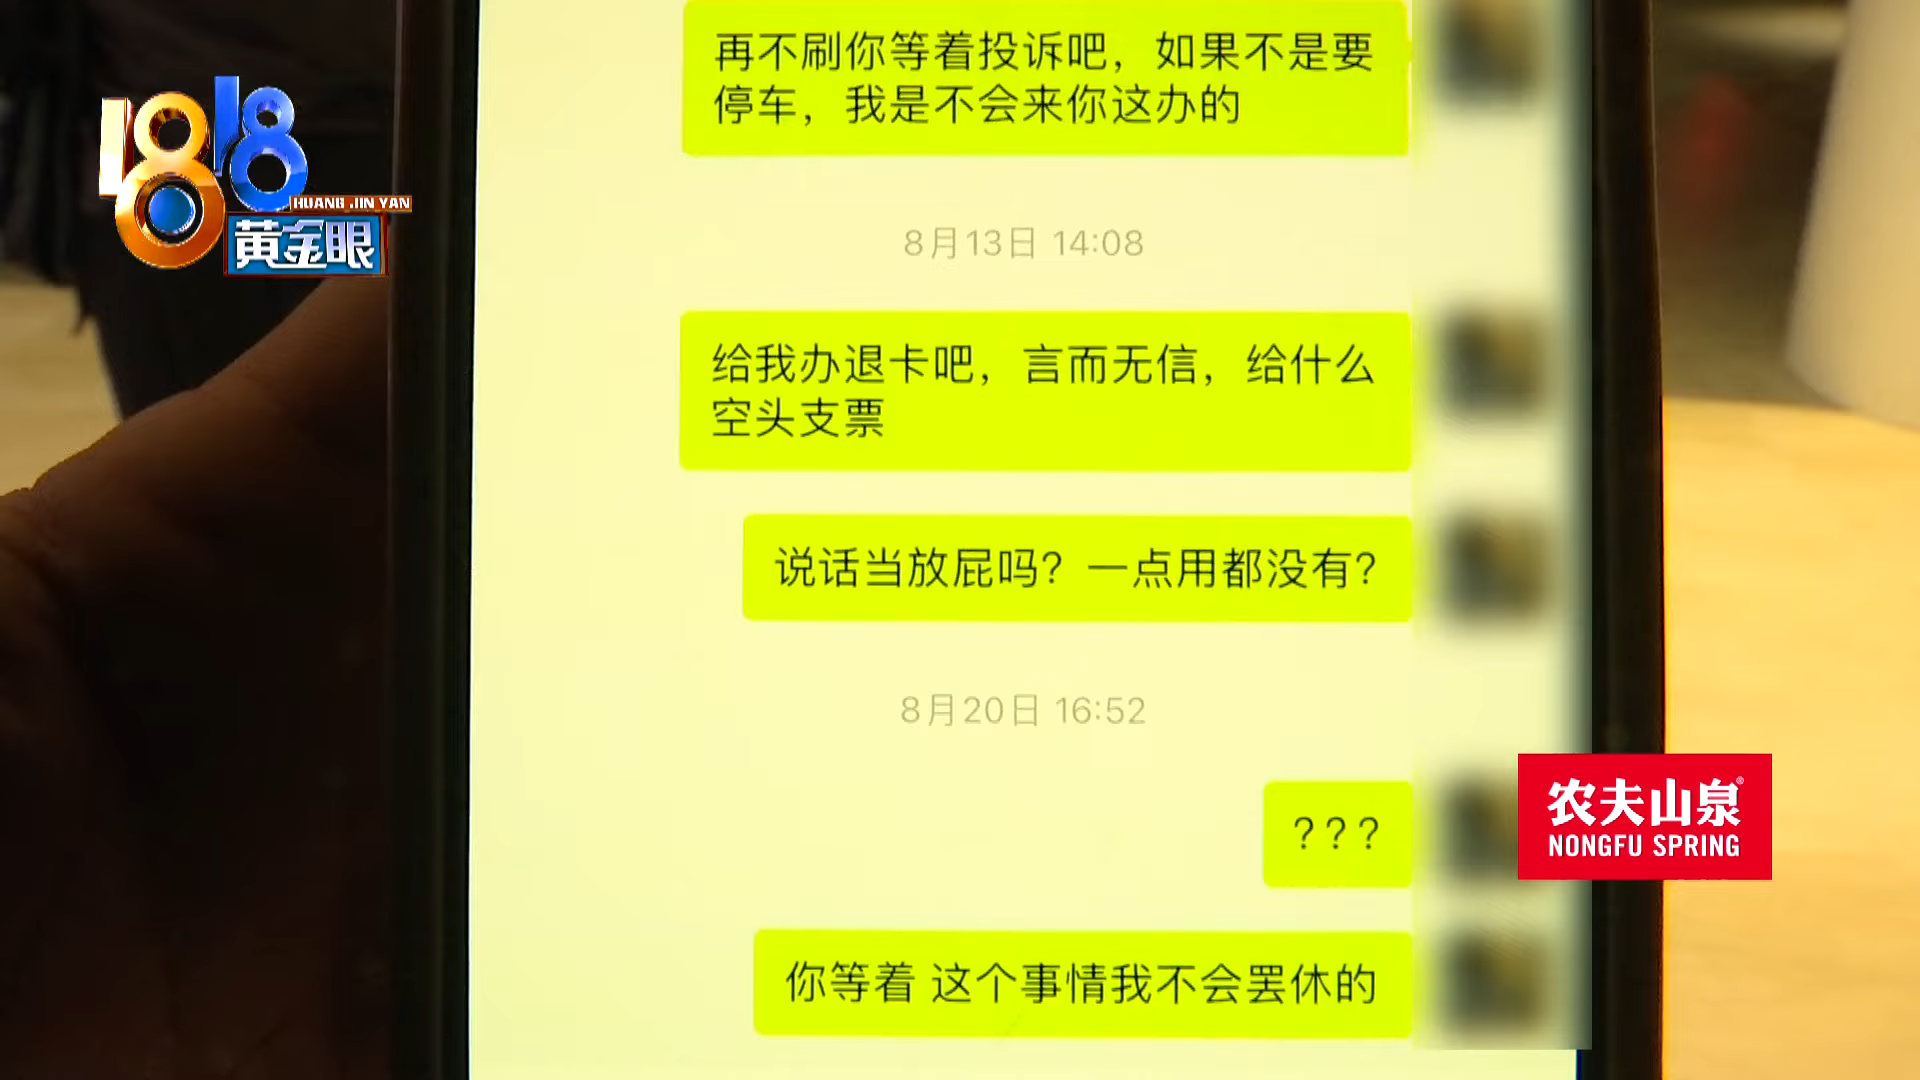 再不刷你等着投诉吧，如果不是要
停车，我是不会来你这办的
1818
HUANG JIN YAN
黄金眼
8月13日 14:08
给我办退卡吧，言而无信，给什么
空头支票
说话当放屁吗？一点用都没有？
8月20日 16:52
？？？
农夫山泉®
NONGFU SPRING
你等着 这个事情我不会罢休的